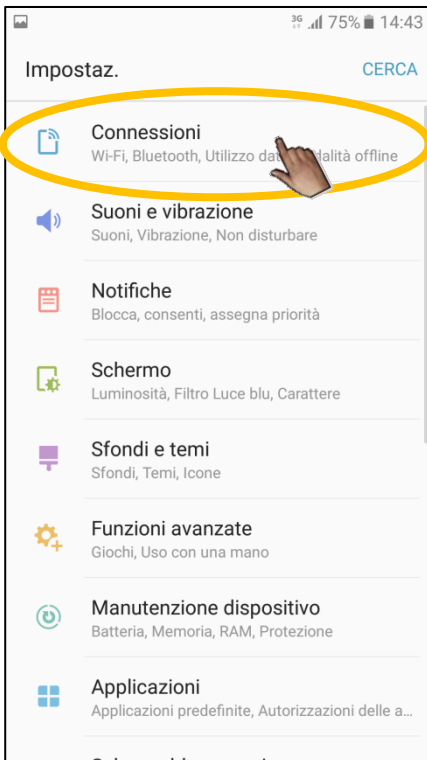 3G 75% 14:43
Impostaz. CERCA
Connessioni
Wi-Fi, Bluetooth, Utilizzo dat alità offline
Suoni e vibrazione
Suoni, Vibrazione, Non disturbare
Notifiche
Blocca, consenti, assegna priorità
Schermo
Luminosità, Filtro Luce blu, Carattere
Sfondi e temi
Sfondi, Temi, Icone
Funzioni avanzate
Giochi, Uso con una mano
Manutenzione dispositivo
Batteria, Memoria, RAM, Protezione
Applicazioni
Applicazioni predefinite, Autorizzazioni delle a...